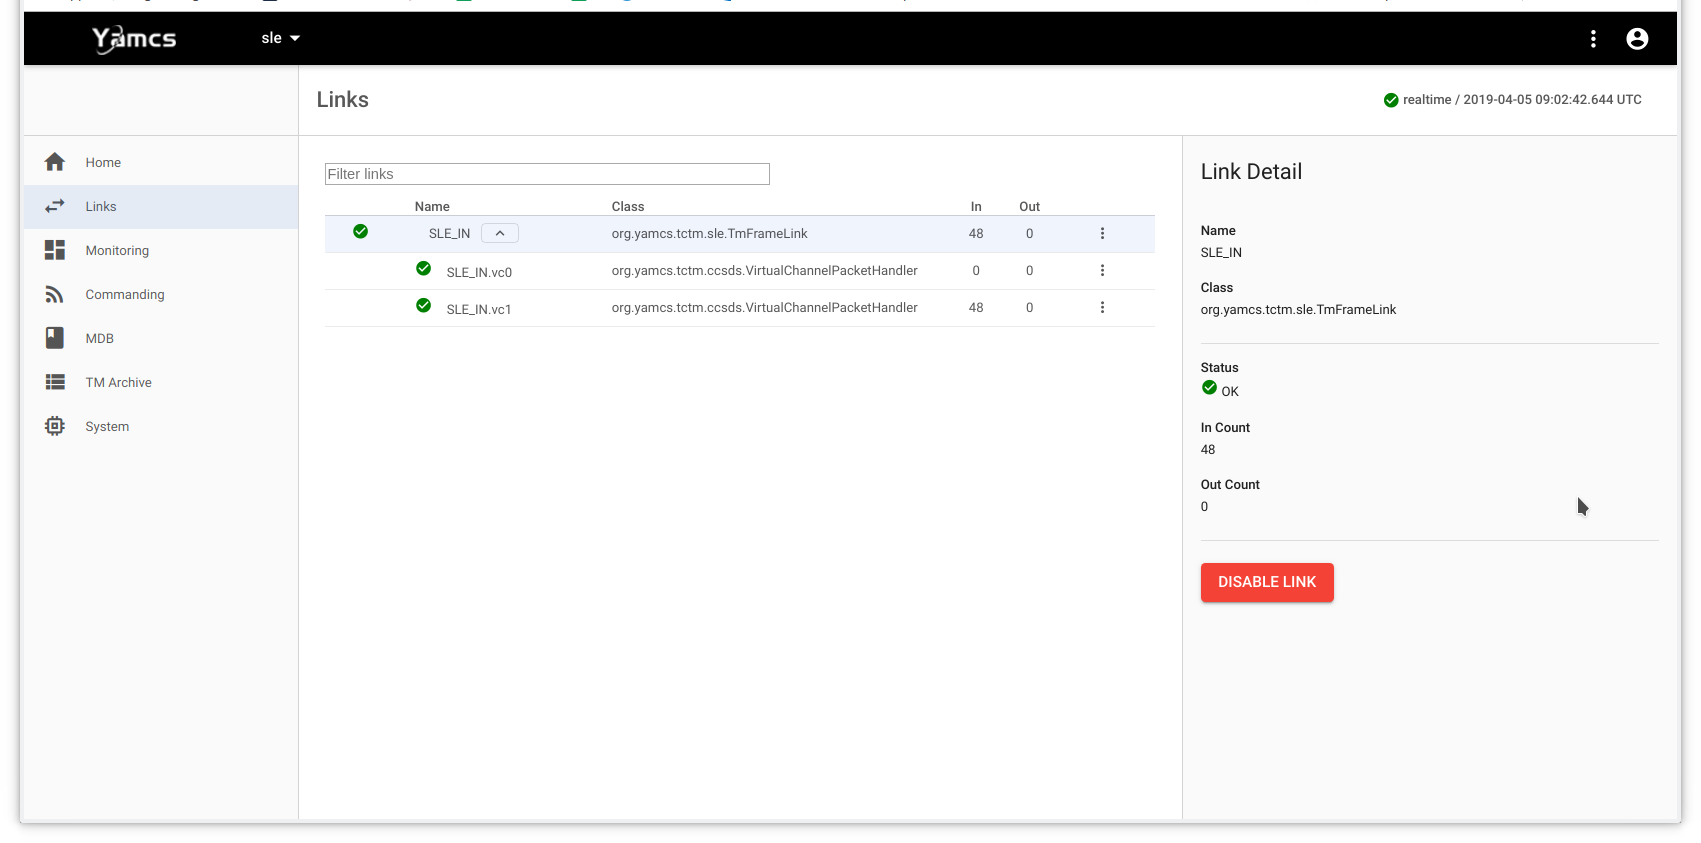 Yamcs
sle
Links
realtime / 2019-04-05 09:02:42.644 UTC
Home
Links
Monitoring
Commanding
MDB
TM Archive
System
Filter links
Name Class In Out
SLE_IN org.yamcs.tctm.sle.TmFrameLink 48 0
SLE_IN.vc0 org.yamcs.tctm.ccsds.VirtualChannelPacketHandler 0 0
SLE_IN.vc1 org.yamcs.tctm.ccsds.VirtualChannelPacketHandler 48 0
Link Detail
Name
SLE_IN
Class
org.yamcs.tctm.sle.TmFrameLink
Status
OK
In Count
48
Out Count
0
DISABLE LINK